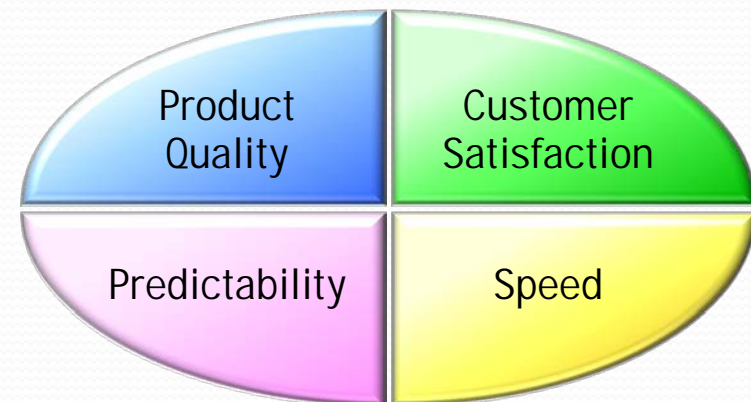 Product
Quality
Customer
Satisfaction
Predictability
Speed